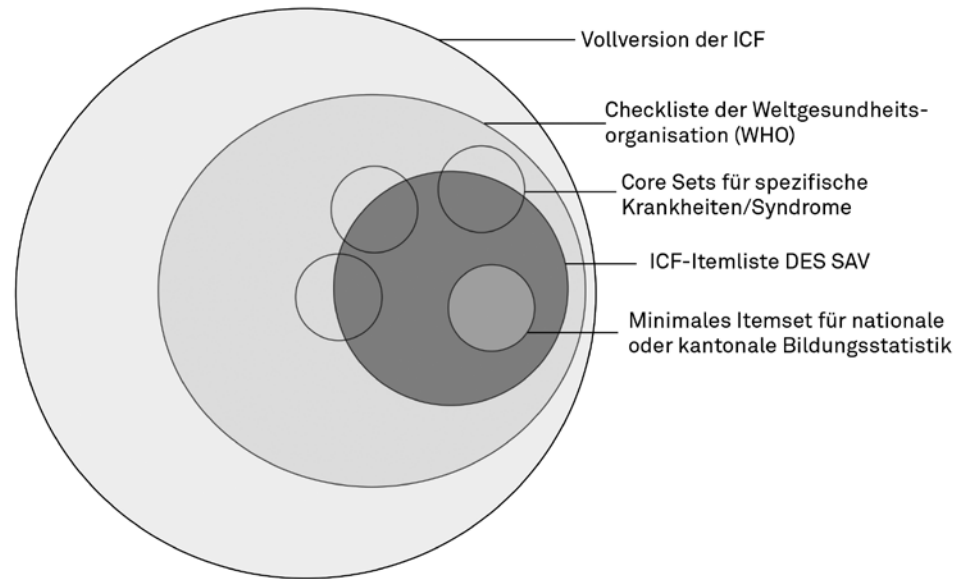 Vollversion der ICF
Checkliste der Weltgesundheits-
organisation (WHO)
Core Sets für spezifische
Krankheiten/Syndrome
ICF-Itemliste DES SAV
Minimales Itemset für nationale
oder kantonale Bildungsstatistik